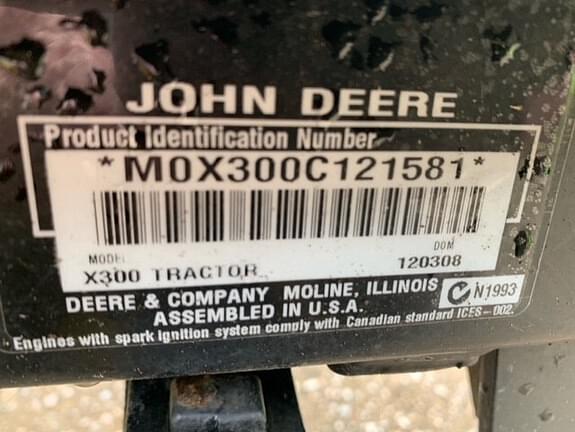 JOHN DEERE
Product Identification Number
*M0X300C121581*
MODEL DOM
X300 TRACTOR 120308
DEERE & COMPANY MOLINE, ILLINOIS
ASSEMBLED IN U.S.A. N1993
Engines with spark ignition system comply with Canadian standard ICES-002.